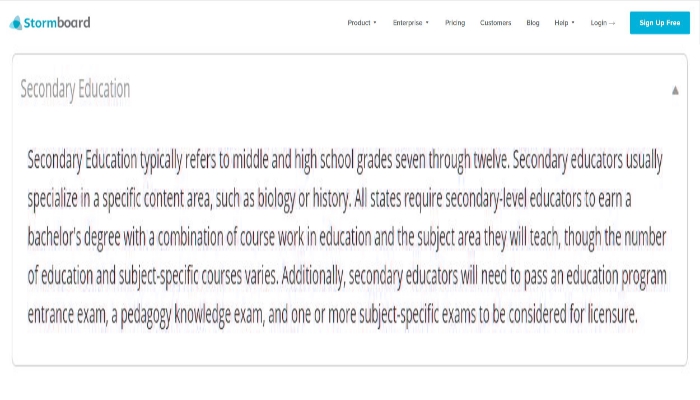 Stormboard Product Enterprise Pricing Customers Blog Help Login → Sign Up Free
Secondary Education
Secondary Education typically refers to middle and high school grades seven through twelve. Secondary educators usually
specialize in a specific content area, such as biology or history. All states require secondary-level educators to earn a
bachelor's degree with a combination of course work in education and the subject area they will teach, though the number
of education and subject-specific courses varies. Additionally, secondary educators will need to pass an education program
entrance exam, a pedagogy knowledge exam, and one or more subject-specific exams to be considered for licensure.